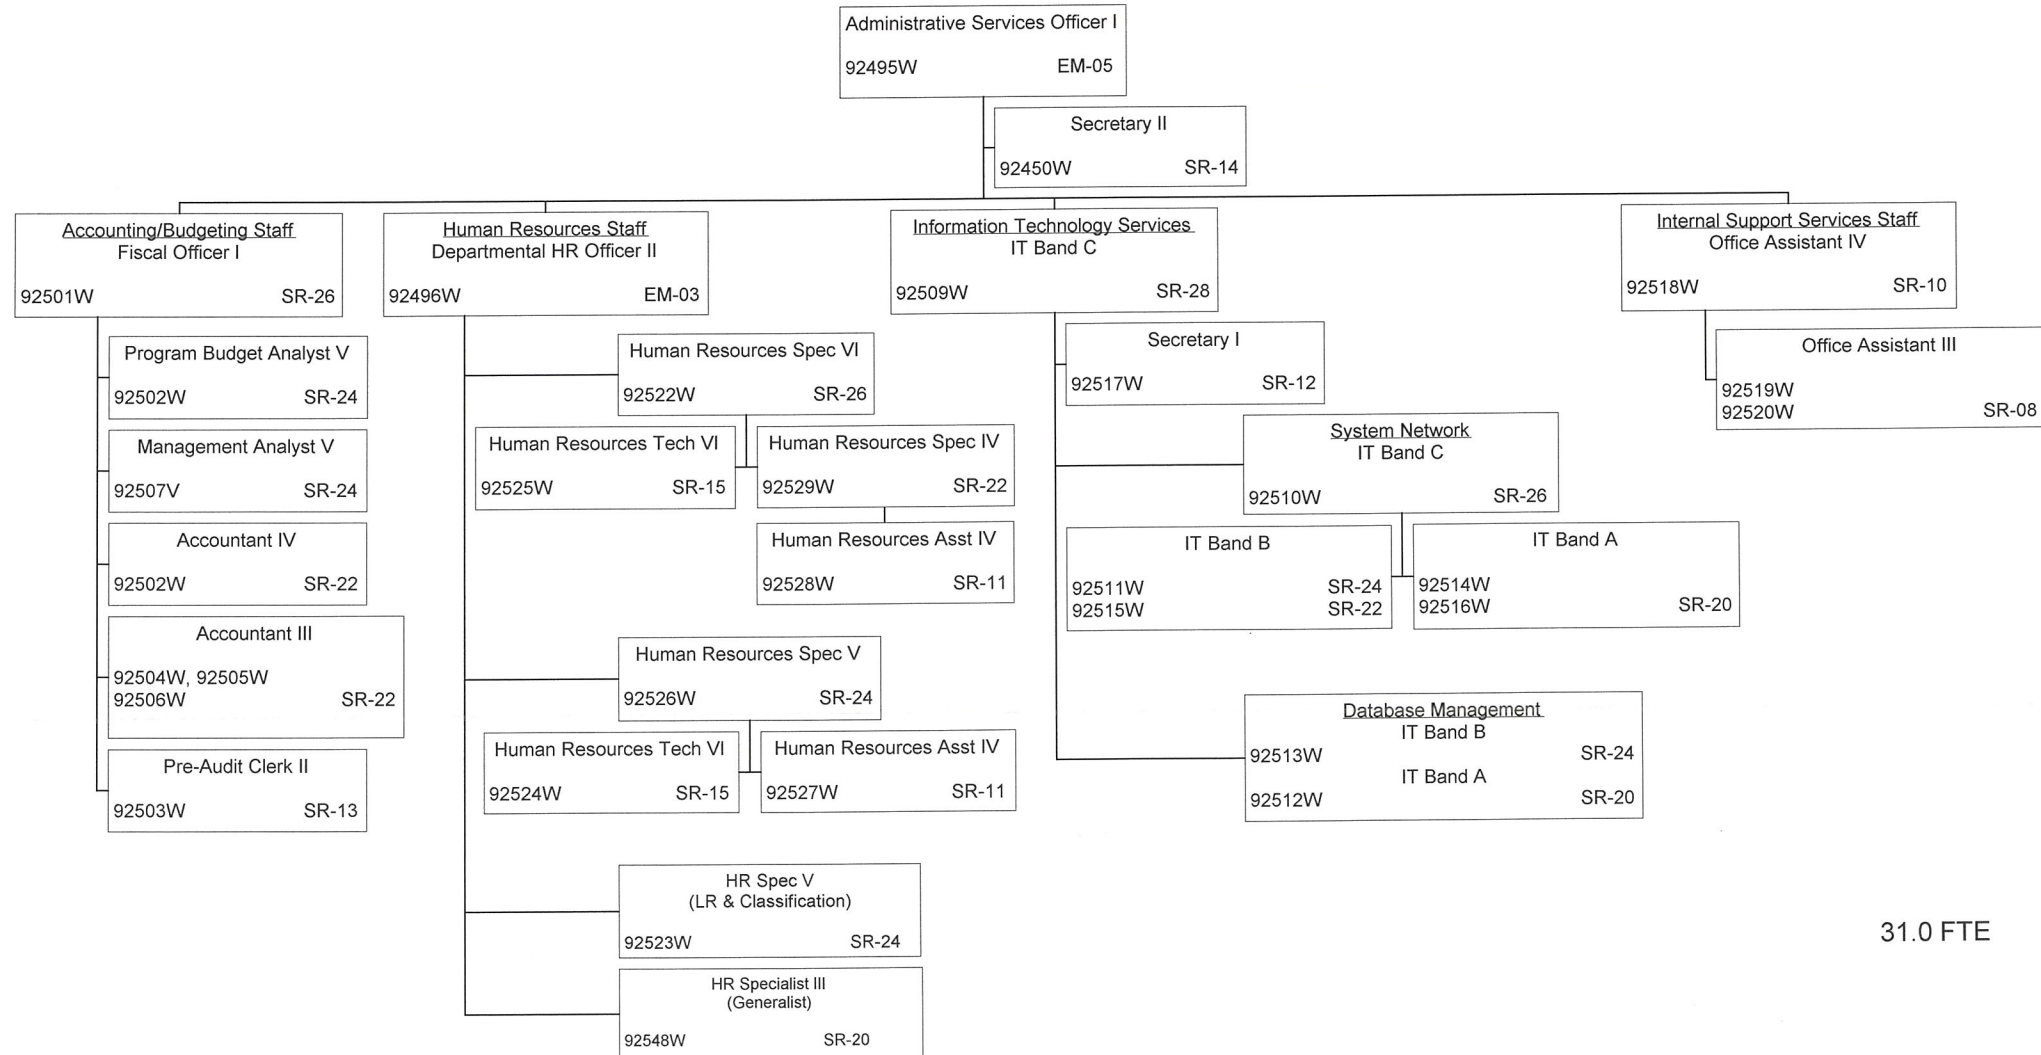 Administrative Services Officer I
92495W EM-05
Secretary II
92450W SR-14
Accounting/Budgeting Staff
Fiscal Officer I
92501W SR-26
Human Resources Staff
Departmental HR Officer II
92496W EM-03
Information Technology Services
IT Band C
92509W SR-28
Internal Support Services Staff
Office Assistant IV
92518W SR-10
Program Budget Analyst V
92502W SR-24
Management Analyst V
92507V SR-24
Accountant IV
92502W SR-22
Accountant III
92504W, 92505W
92506W SR-22
Pre-Audit Clerk II
92503W SR-13
Human Resources Spec VI
92522W SR-26
Human Resources Tech VI
92525W SR-15
Human Resources Spec IV
92529W SR-22
Human Resources Asst IV
92528W SR-11
Human Resources Spec V
92526W SR-24
Human Resources Tech VI
92524W SR-15
Human Resources Asst IV
92527W SR-11
HR Spec V
(LR & Classification)
92523W SR-24
HR Specialist III
(Generalist)
92548W SR-20
Secretary I
92517W SR-12
System Network
IT Band C
92510W SR-26
IT Band B
92511W SR-24
92515W SR-22
IT Band A
92514W
92516W SR-20
Database Management
IT Band B
92513W SR-24
IT Band A
92512W SR-20
Office Assistant III
92519W
92520W SR-08
31.0 FTE